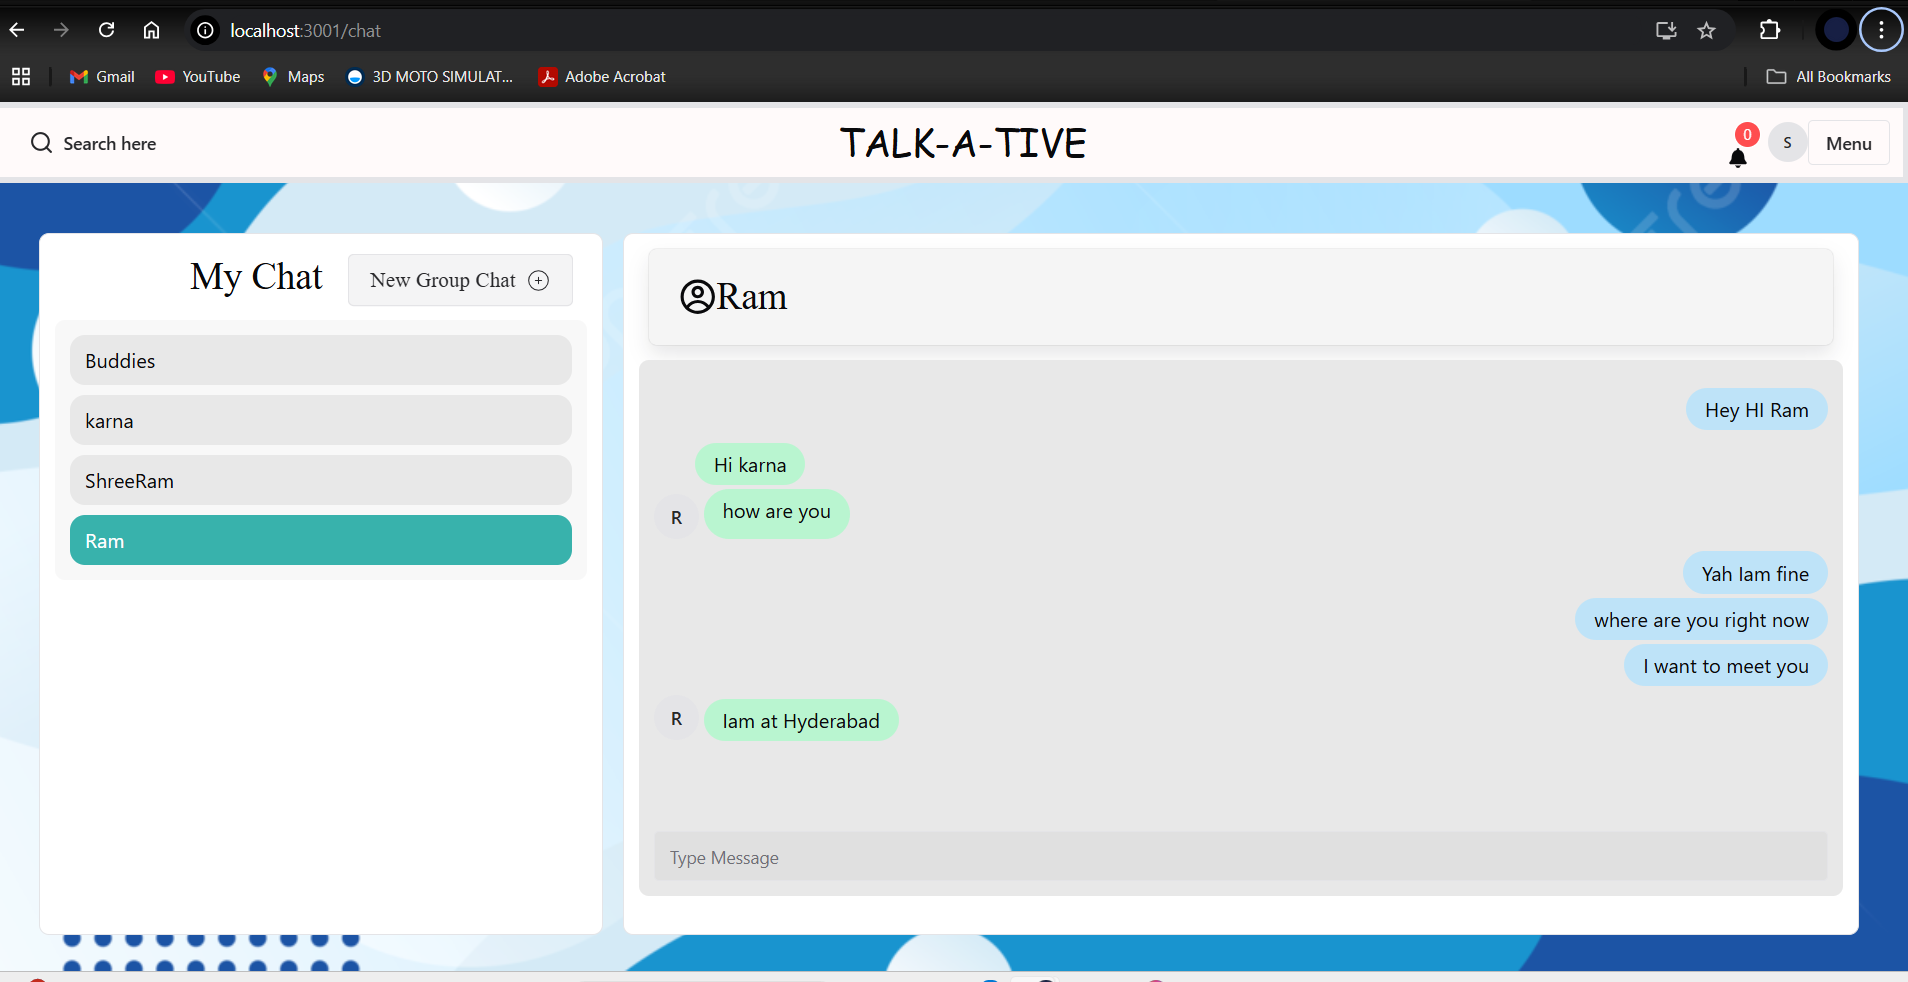 localhost:3001/chat
Gmail YouTube Maps 3D MOTO SIMULAT... Adobe Acrobat All Bookmarks
Search here TALK-A-TIVE 0 S Menu
My Chat New Group Chat
Buddies
karna
ShreeRam
Ram
Ram
Hey HI Ram
Hi karna
R how are you
Yah Iam fine
where are you right now
I want to meet you
R Iam at Hyderabad
Type Message